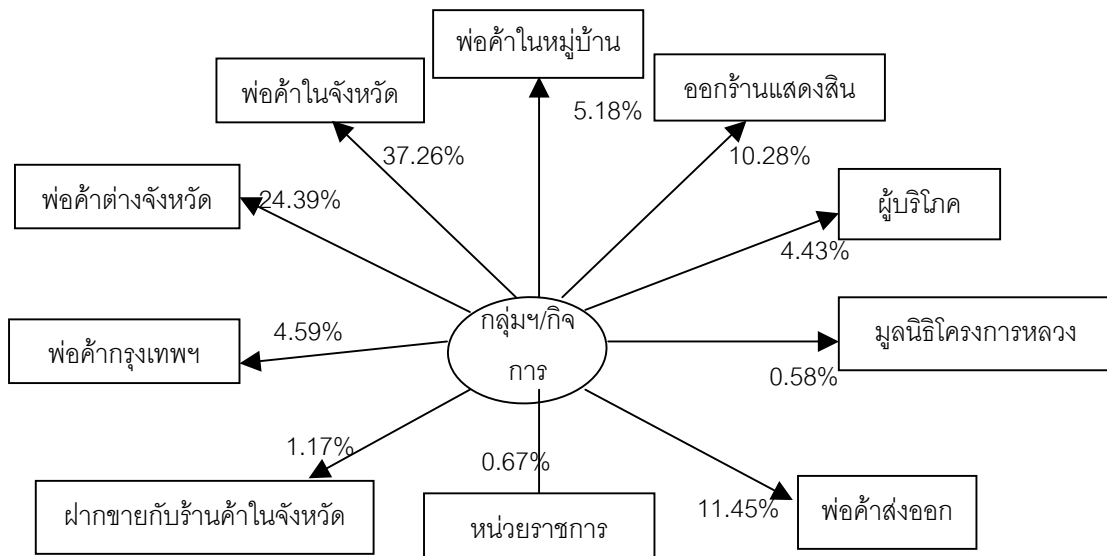 พ่อค้าในหมู่บ้าน
พ่อค้าในจังหวัด
ออกร้านแสดงสิน
5.18%
37.26%
10.28%
พ่อค้าต่างจังหวัด
24.39%
ผู้บริโภค
4.43%
กลุ่มฯ/กิจ
การ
พ่อค้ากรุงเทพฯ
4.59%
มูลนิธิโครงการหลวง
0.58%
1.17%
0.67%
11.45%
ฝากขายกับร้านค้าในจังหวัด
หน่วยราชการ
พ่อค้าส่งออก